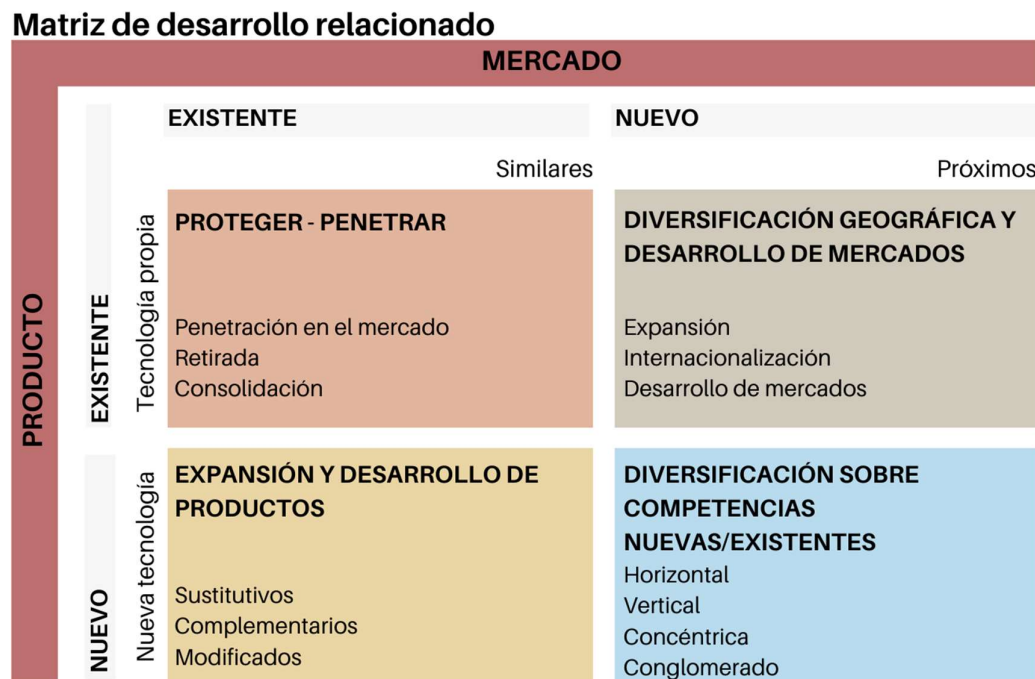 Matriz de desarrollo relacionado
MERCADO
EXISTENTE
NUEVO
Similares
Próximos
PRODUCTO
EXISTENTE
Tecnología propia
PROTEGER - PENETRAR
Penetración en el mercado
Retirada
Consolidación
DIVERSIFICACIÓN GEOGRÁFICA Y
DESARROLLO DE MERCADOS
Expansión
Internacionalización
Desarrollo de mercados
NUEVO
Nueva tecnología
EXPANSIÓN Y DESARROLLO DE
PRODUCTOS
Sustitutivos
Complementarios
Modificados
DIVERSIFICACIÓN SOBRE
COMPETENCIAS
NUEVAS/EXISTENTES
Horizontal
Vertical
Concéntrica
Conglomerado